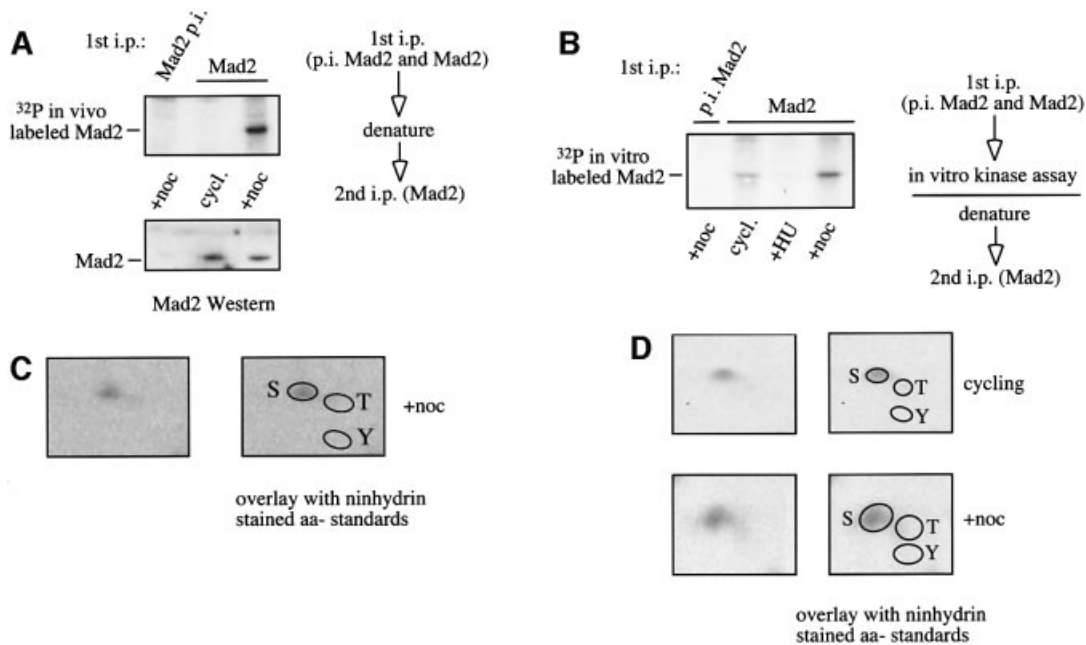 A
1st i.p.:
Mad2 p.i.
Mad2
1st i.p.
(p.i. Mad2 and Mad2)
denature
2nd i.p. (Mad2)
32P in vivo
labeled Mad2
+noc
cycl.
+noc
Mad2
Mad2 Western
B
1st i.p.:
p.i. Mad2
Mad2
1st i.p.
(p.i. Mad2 and Mad2)
in vitro kinase assay
denature
2nd i.p. (Mad2)
32P in vitro
labeled Mad2
+noc
cycl.
+HU
+noc
C
S
T
Y
+noc
overlay with ninhydrin
stained aa- standards
D
S
T
Y
cycling
S
T
Y
+noc
overlay with ninhydrin
stained aa- standards